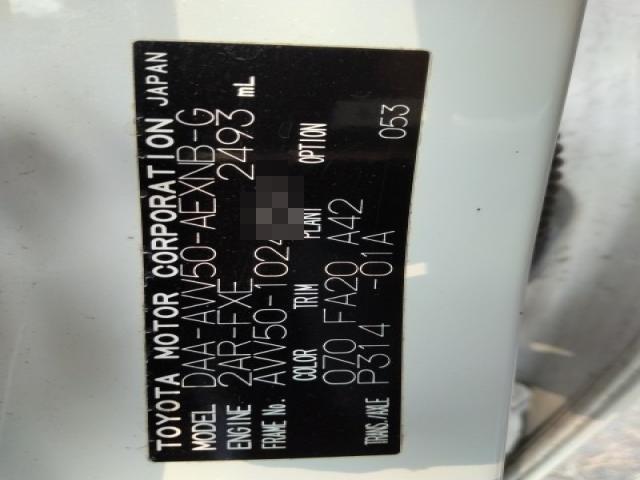 TOYOTA MOTOR CORPORATION JAPAN
MODEL DAA-AVV50-AEXNB-G
ENGINE 2AR-FXE 2493 mL
FRAME No. AVV50-1024
COLOR TRIM PLANT OPTION
070 FA20 A42
TRANS./AXLE P314 -01A 053